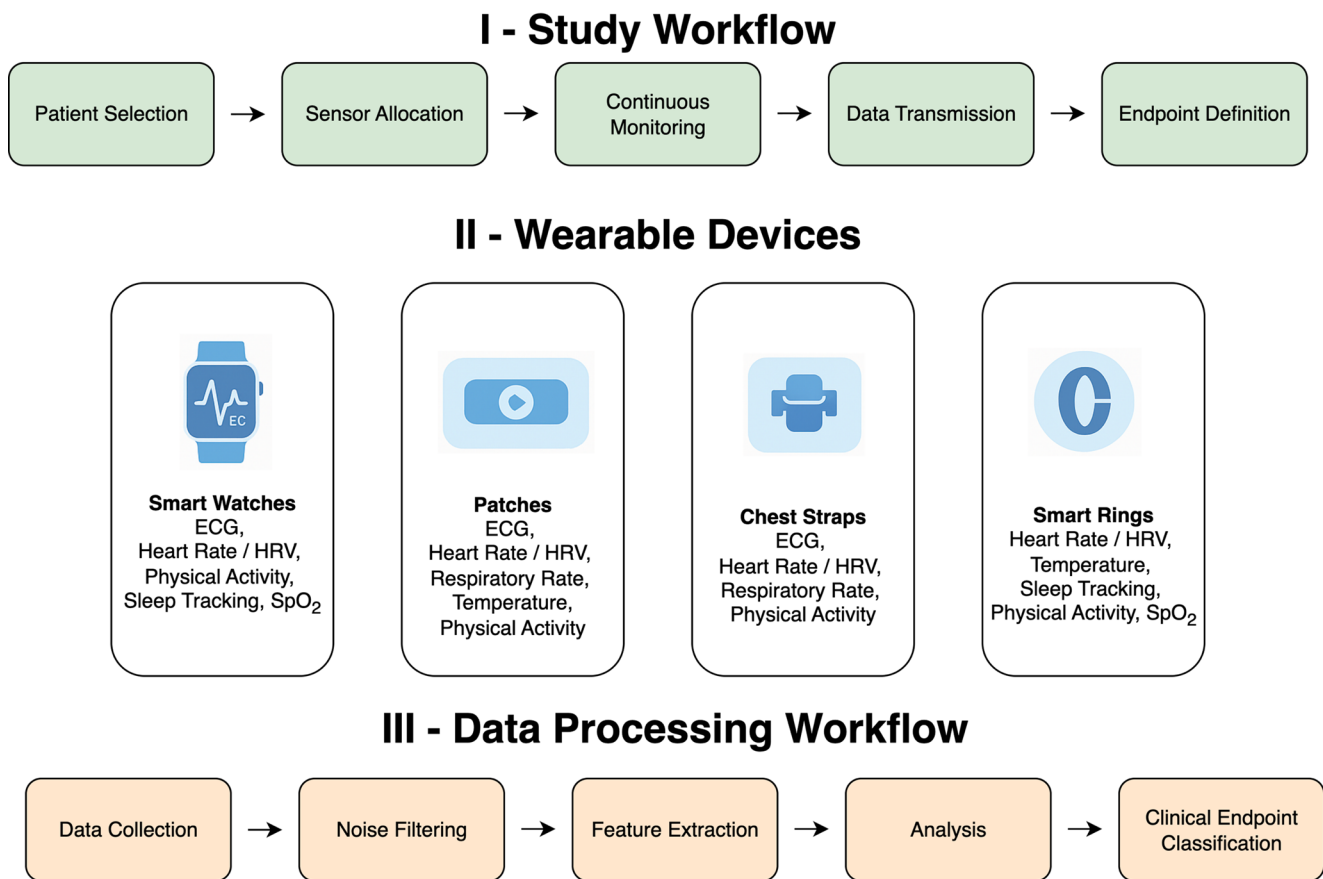 I - Study Workflow
Patient Selection
Sensor Allocation
Continuous
Monitoring
Data Transmission
Endpoint Definition
II - Wearable Devices
EC
Smart Watches
ECG,
Heart Rate / HRV,
Physical Activity,
Sleep Tracking, SpO₂
Patches
ECG,
Heart Rate / HRV,
Respiratory Rate,
Temperature,
Physical Activity
Chest Straps
ECG,
Heart Rate / HRV,
Respiratory Rate,
Physical Activity
Smart Rings
Heart Rate / HRV,
Temperature,
Sleep Tracking,
Physical Activity, SpO₂
III - Data Processing Workflow
Data Collection
Noise Filtering
Feature Extraction
Analysis
Clinical Endpoint
Classification